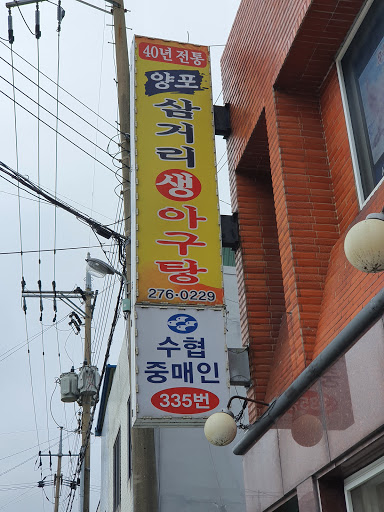 40년 전통
양포
삼거리
생아구탕
276-0229
수협
중매인
335번